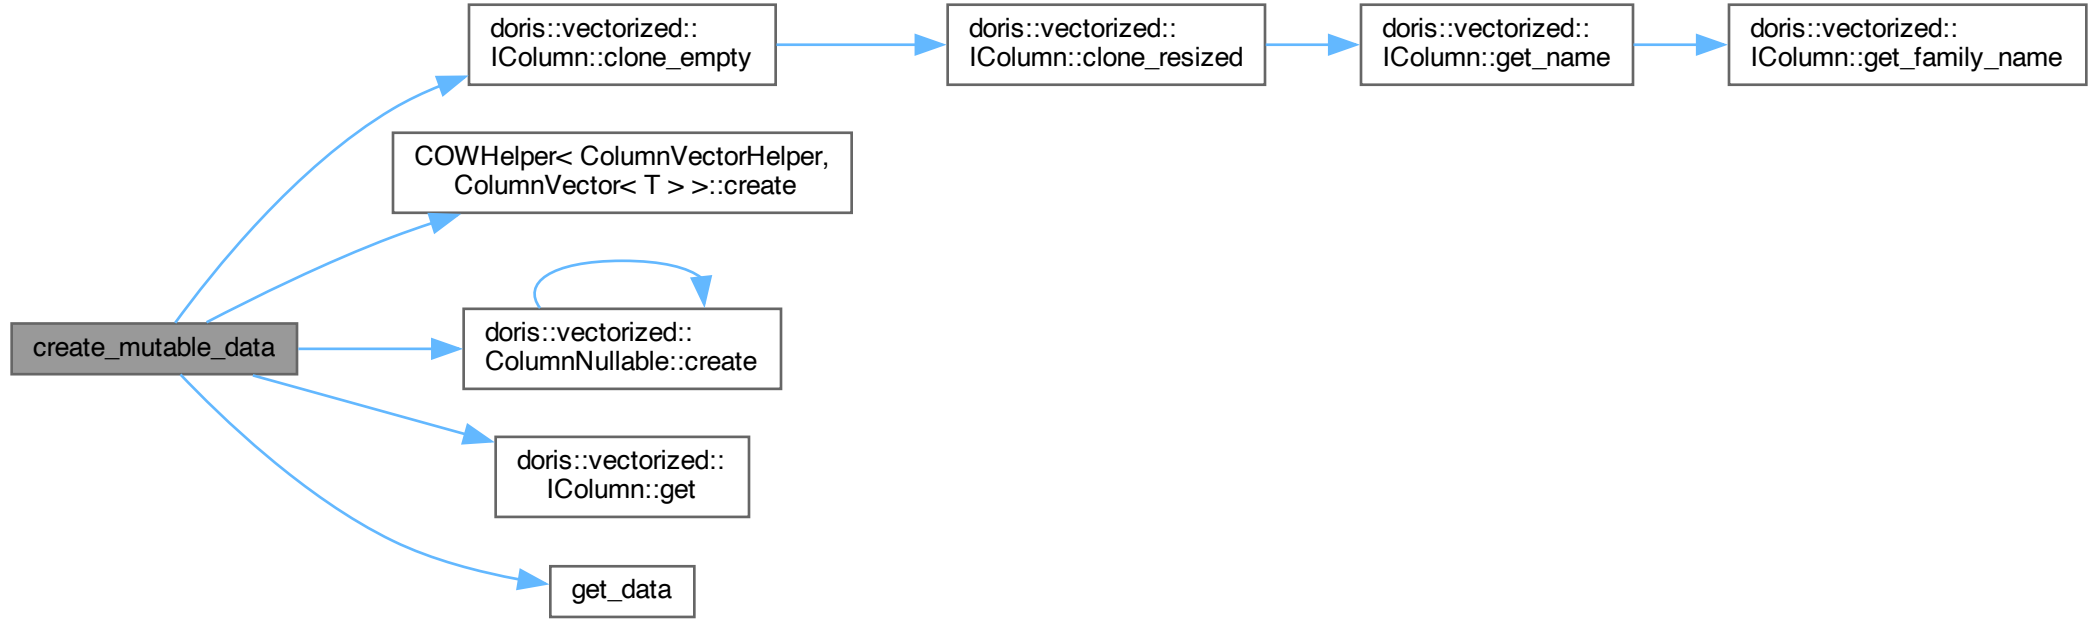 doris::vectorized::
IColumn::clone_empty
doris::vectorized::
IColumn::clone_resized
doris::vectorized::
IColumn::get_name
doris::vectorized::
IColumn::get_family_name
COWHelper< ColumnVectorHelper,
ColumnVector< T > >::create
create_mutable_data
doris::vectorized::
ColumnNullable::create
doris::vectorized::
IColumn::get
get_data